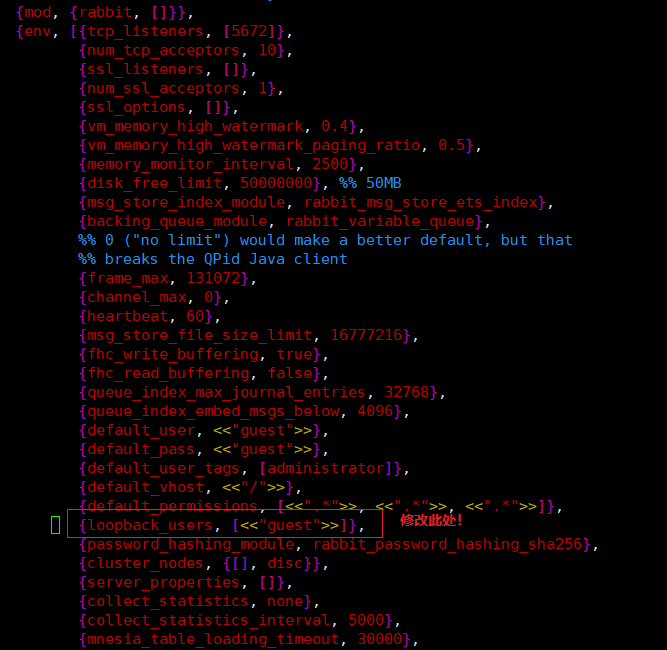 {mod, {rabbit, []}},
{env, [{tcp_listeners, [5672]},
{num_tcp_acceptors, 10},
{ssl_listeners, []},
{num_ssl_acceptors, 1},
{ssl_options, []},
{vm_memory_high_watermark, 0.4},
{vm_memory_high_watermark_paging_ratio, 0.5},
{memory_monitor_interval, 2500},
{disk_free_limit, 50000000}, %% 50MB
{msg_store_index_module, rabbit_msg_store_ets_index},
{backing_queue_module, rabbit_variable_queue},
%% 0 ("no limit") would make a better default, but that
%% breaks the QPid Java client
{frame_max, 131072},
{channel_max, 0},
{heartbeat, 60},
{msg_store_file_size_limit, 16777216},
{fhc_write_buffering, true},
{fhc_read_buffering, false},
{queue_index_max_journal_entries, 32768},
{queue_index_embed_msgs_below, 4096},
{default_user, <<"guest">>},
{default_pass, <<"guest">>},
{default_user_tags, [administrator]},
{default_vhost, <<"/">>},
{default_permissions, [<<".*">>, <<".*">>, <<".*">>]},
{loopback_users, [<<"guest">>]}, 修改此处!
{password_hashing_module, rabbit_password_hashing_sha256},
{cluster_nodes, {[], disc}},
{server_properties, []},
{collect_statistics, none},
{collect_statistics_interval, 5000},
{mnesia_table_loading_timeout, 30000},